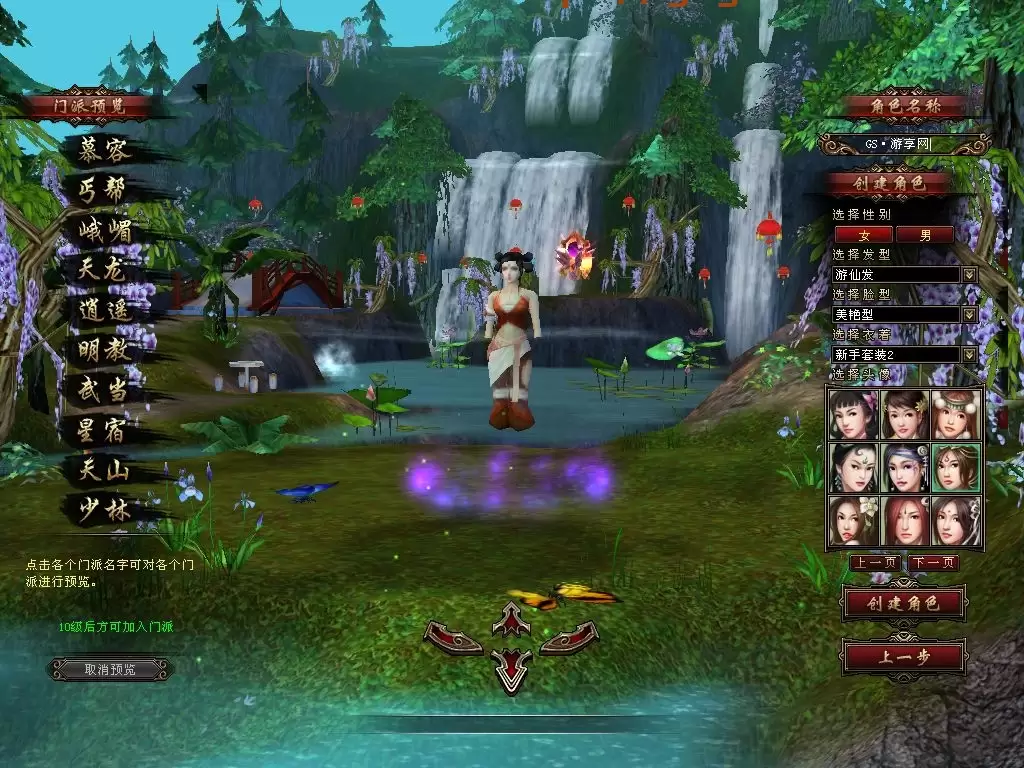 门派预览
慕容
丐帮
峨嵋
天龙
逍遥
明教
武当
星宿
天山
少林
点击各个门派名字可对各个门
派进行预览。
10级后方可加入门派
取消预览
角色名称
GS·游享网
创建角色
选择性别
女 男
选择发型
游仙发
选择脸型
美艳型
选择衣着
新手套装2
选择头像
上一页 下一页
创建角色
上一步